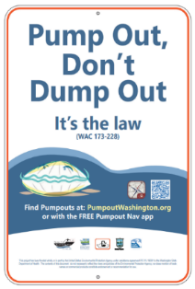 Pump Out,
Don't
Dump Out
It's the law
(WAC 173-228)
Find Pumpouts at: PumpoutWashington.org
or with the FREE Pumpout Nav app